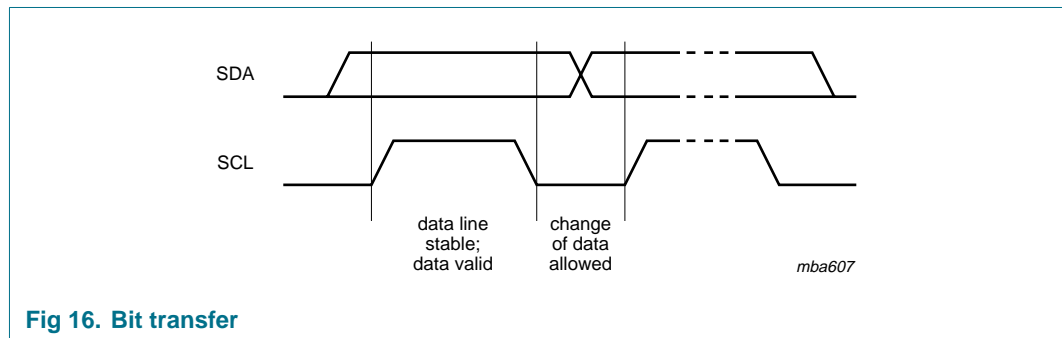 SDA
SCL
data line
stable;
data valid
change
of data
allowed
mba607
Fig 16. Bit transfer